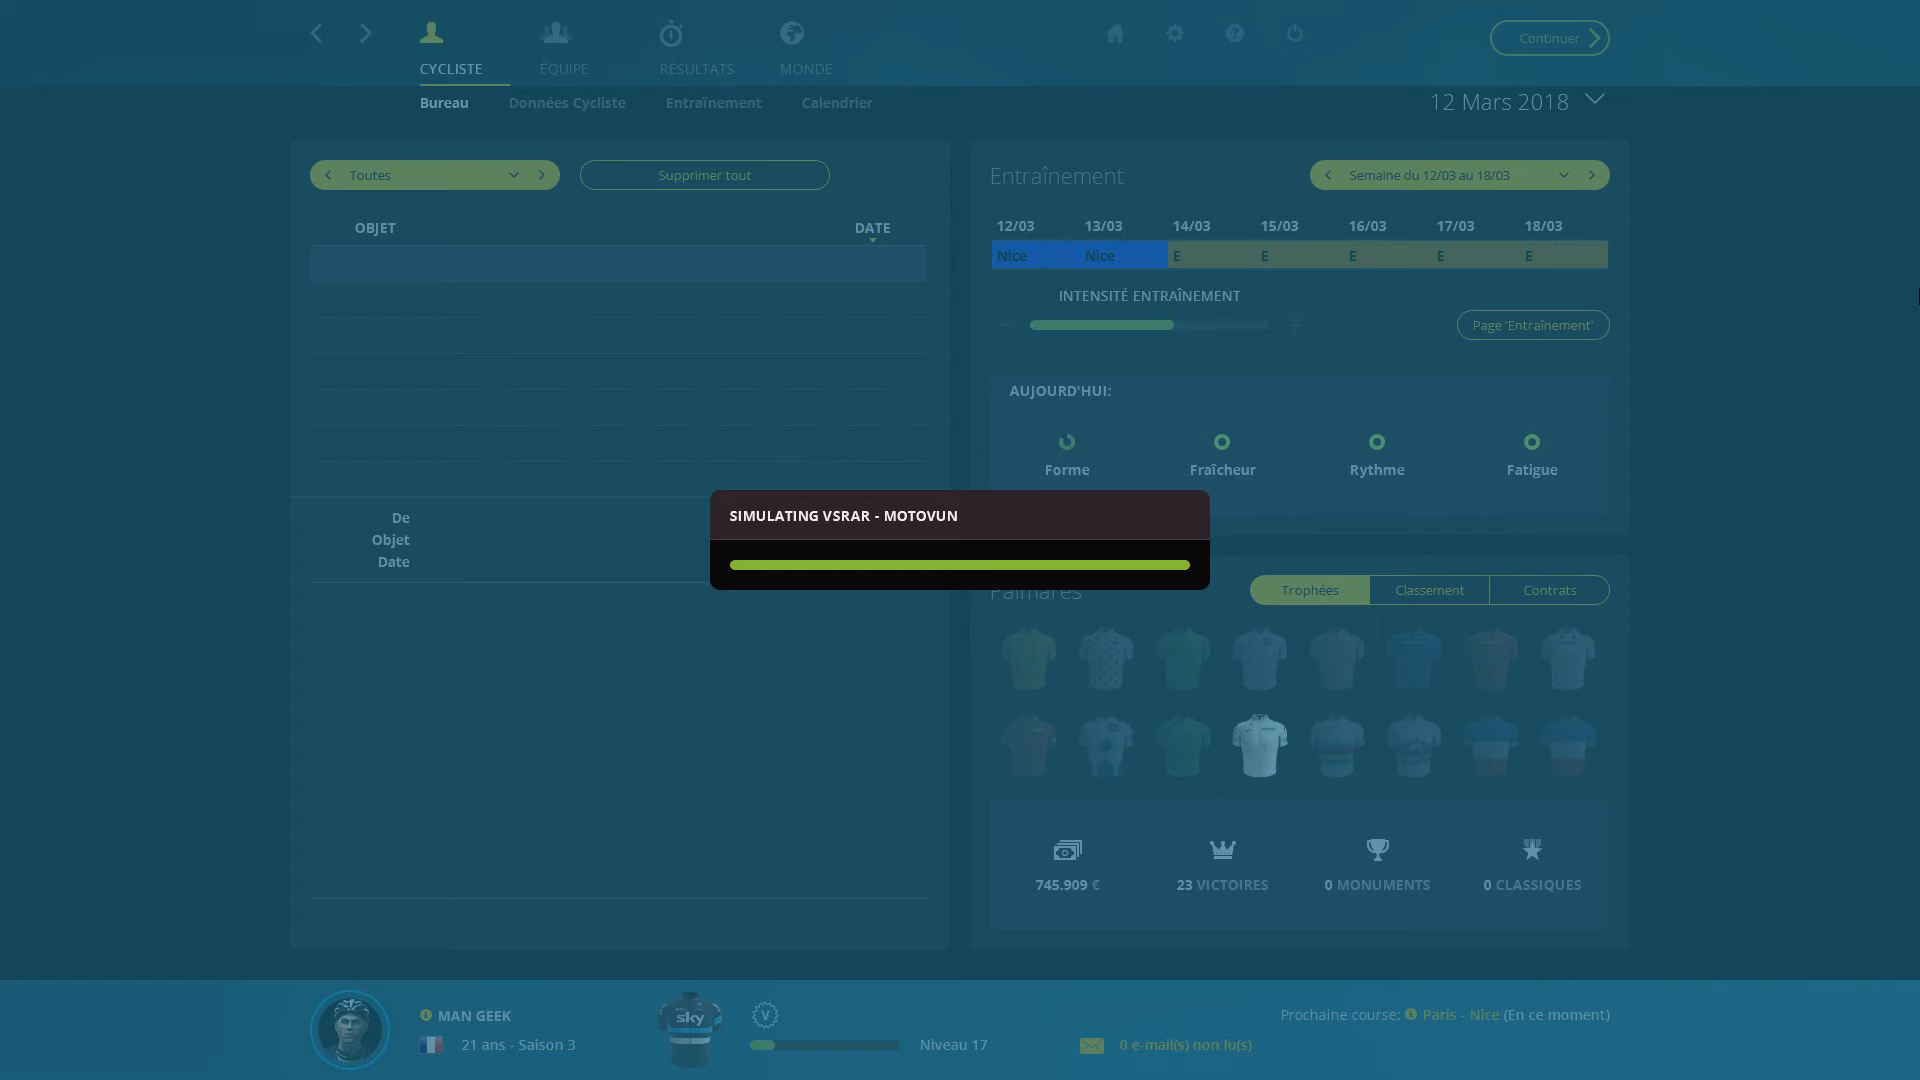 CYCLISTE
ÉQUIPE
RÉSULTATS
MONDE
Continuer
Bureau
Données Cycliste
Entraînement
Calendrier
12 Mars 2018
Toutes
Supprimer tout
OBJET
DATE
De
Objet
Date
Entraînement
Semaine du 12/03 au 18/03
12/03 13/03 14/03 15/03 16/03 17/03 18/03
Nice Nice E E E E E
INTENSITÉ ENTRAÎNEMENT
Page 'Entraînement'
AUJOURD'HUI:
Forme Fraîcheur Rythme Fatigue
SIMULATING VSRAR - MOTOVUN
Palmarès
Trophées Classement Contrats
745.909 € 23 VICTOIRES 0 MONUMENTS 0 CLASSIQUES
MAN GEEK
21 ans - Saison 3
sky
V
Niveau 17
Prochaine course: Paris - Nice (En ce moment)
0 e-mail(s) non lu(s)